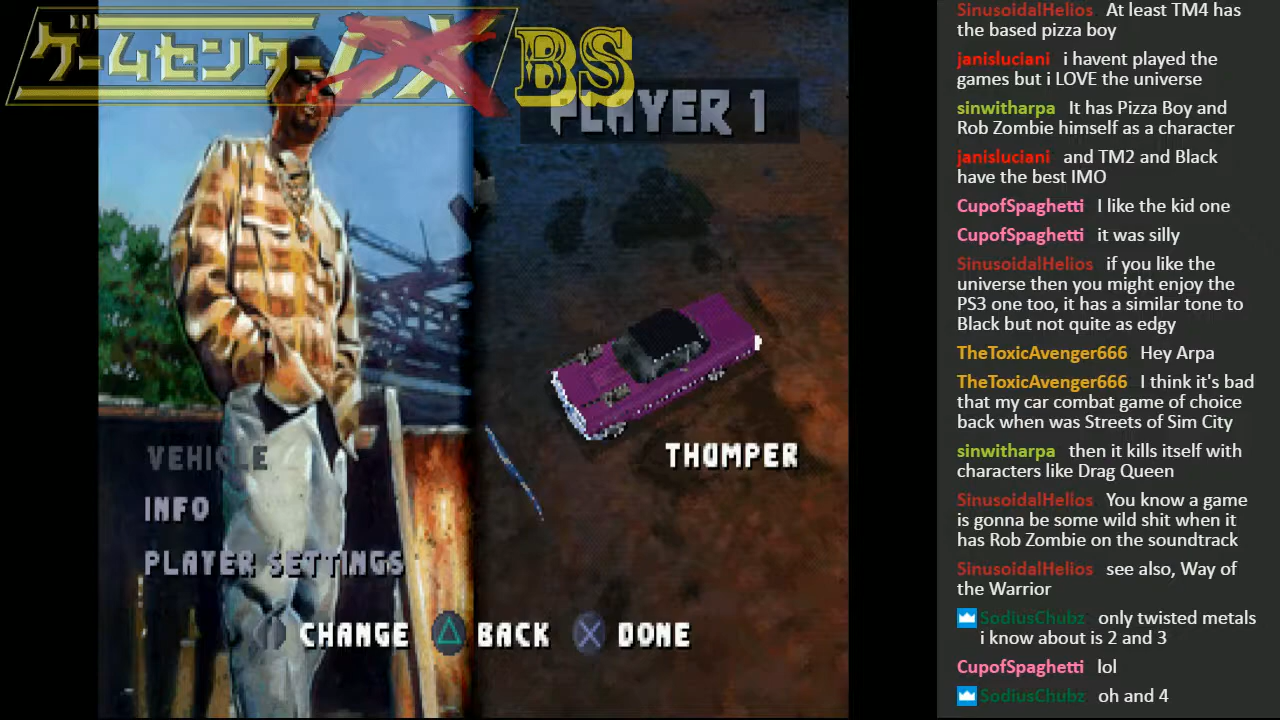 ゲームセンターDX BS
PLAYER 1
THUMPER
VEHICLE
INFO
PLAYER SETTINGS
CHANGE BACK DONE
SinusoidalHelios At least TM4 has
the based pizza boy
janisluciani i havent played the
games but i LOVE the universe
sinwitharpa It has Pizza Boy and
Rob Zombie himself as a character
janisluciani and TM2 and Black
have the best IMO
CupofSpaghetti I like the kid one
CupofSpaghetti it was silly
SinusoidalHelios if you like the
universe then you might enjoy the
PS3 one too, it has a similar tone to
Black but not quite as edgy
TheToxicAvenger666 Hey Arpa
TheToxicAvenger666 I think it's bad
that my car combat game of choice
back when was Streets of Sim City
sinwitharpa then it kills itself with
characters like Drag Queen
SinusoidalHelios You know a game
is gonna be some wild shit when it
has Rob Zombie on the soundtrack
SinusoidalHelios see also, Way of
the Warrior
SodiusChubz only twisted metals
i know about is 2 and 3
CupofSpaghetti lol
SodiusChubz oh and 4